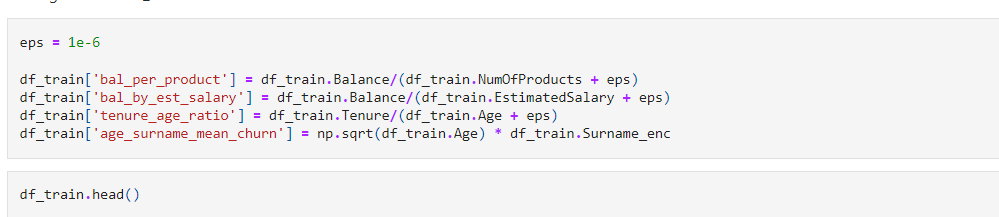 eps = 1e-6
df_train['bal_per_product'] = df_train.Balance/(df_train.NumOfProducts + eps)
df_train['bal_by_est_salary'] = df_train.Balance/(df_train.EstimatedSalary + eps)
df_train['tenure_age_ratio'] = df_train.Tenure/(df_train.Age + eps)
df_train['age_surname_mean_churn'] = np.sqrt(df_train.Age) * df_train.Surname_enc
df_train.head()